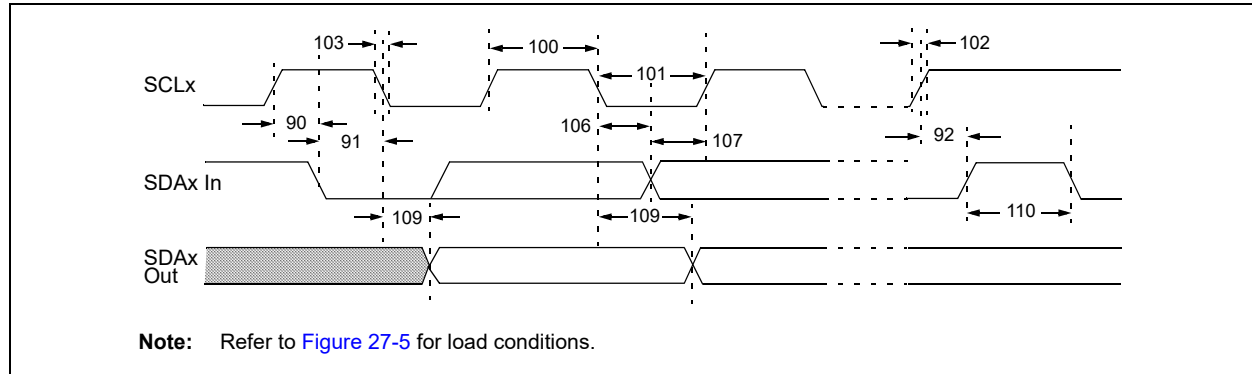 103
100
102
101
SCLx
90
106
91
107
92
SDAx In
109
109
110
SDAx
Out
Note: Refer to Figure 27-5 for load conditions.